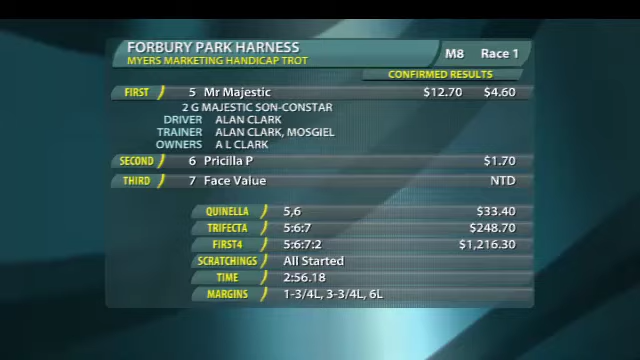 FORBURY PARK HARNESS M8 Race 1
MYERS MARKETING HANDICAP TROT
CONFIRMED RESULTS
FIRST 5 Mr Majestic $12.70 $4.60
2 G MAJESTIC SON-CONSTAR
DRIVER ALAN CLARK
TRAINER ALAN CLARK, MOSGIEL
OWNERS A L CLARK
SECOND 6 Pricilla P $1.70
THIRD 7 Face Value NTD
QUINELLA 5,6 $33.40
TRIFECTA 5:6:7 $248.70
FIRST4 5:6:7:2 $1,216.30
SCRATCHINGS All Started
TIME 2:56.18
MARGINS 1-3/4L, 3-3/4L, 6L